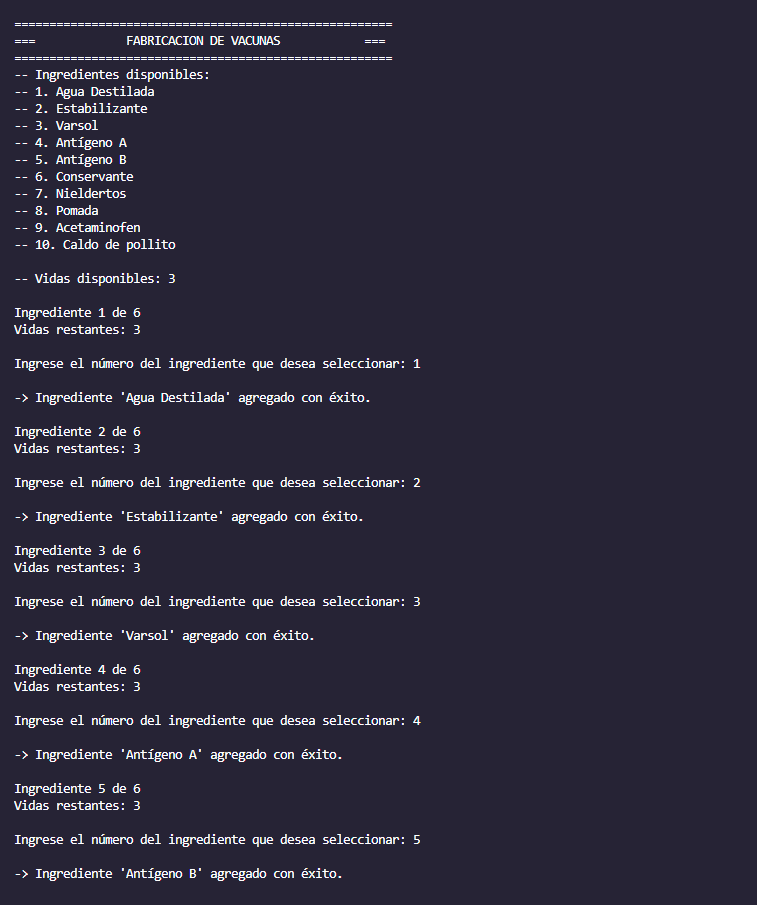 ======================================================
===             FABRICACION DE VACUNAS            ===
======================================================
-- Ingredientes disponibles:
-- 1. Agua Destilada
-- 2. Estabilizante
-- 3. Varsol
-- 4. Antígeno A
-- 5. Antígeno B
-- 6. Conservante
-- 7. Nieldertos
-- 8. Pomada
-- 9. Acetaminofen
-- 10. Caldo de pollito
-- Vidas disponibles: 3
Ingrediente 1 de 6
Vidas restantes: 3
Ingrese el número del ingrediente que desea seleccionar: 1
-> Ingrediente 'Agua Destilada' agregado con éxito.
Ingrediente 2 de 6
Vidas restantes: 3
Ingrese el número del ingrediente que desea seleccionar: 2
-> Ingrediente 'Estabilizante' agregado con éxito.
Ingrediente 3 de 6
Vidas restantes: 3
Ingrese el número del ingrediente que desea seleccionar: 3
-> Ingrediente 'Varsol' agregado con éxito.
Ingrediente 4 de 6
Vidas restantes: 3
Ingrese el número del ingrediente que desea seleccionar: 4
-> Ingrediente 'Antígeno A' agregado con éxito.
Ingrediente 5 de 6
Vidas restantes: 3
Ingrese el número del ingrediente que desea seleccionar: 5
-> Ingrediente 'Antígeno B' agregado con éxito.